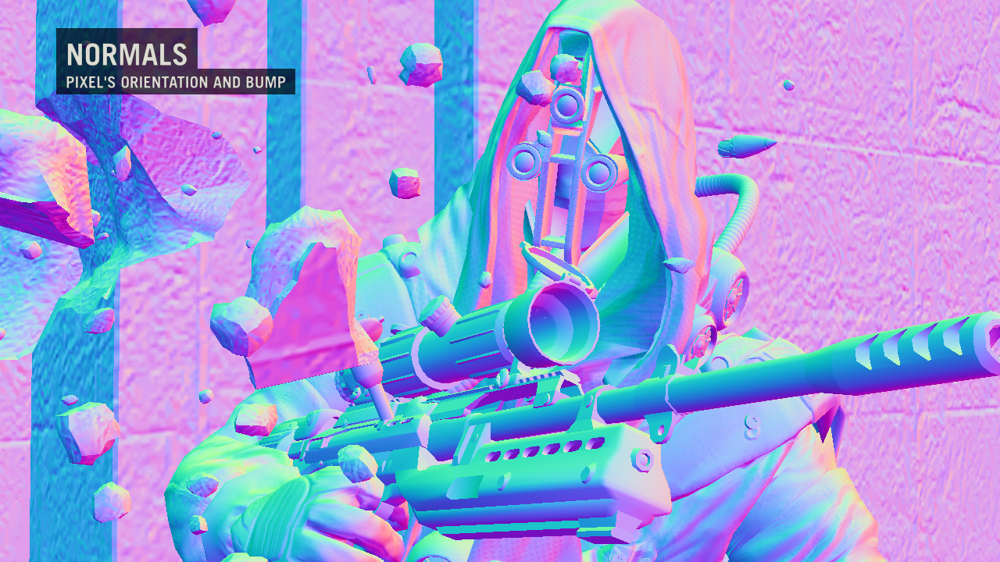 NORMALS
PIXEL'S ORIENTATION AND BUMP